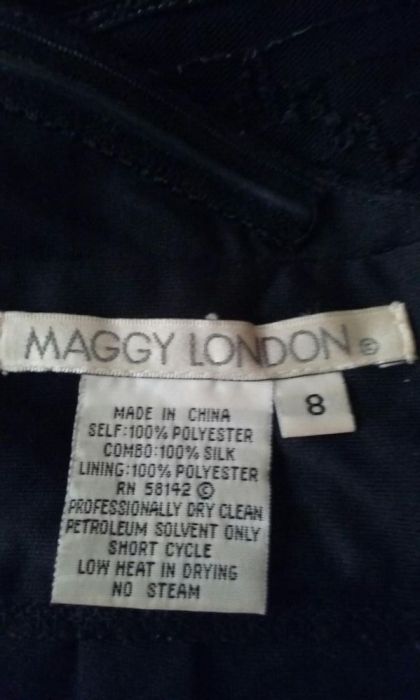 MAGGY LONDON ©
8
MADE IN CHINA
SELF:100% POLYESTER
COMBO:100% SILK
LINING:100% POLYESTER
RN 58142 ©
PROFESSIONALLY DRY CLEAN
PETROLEUM SOLVENT ONLY
SHORT CYCLE
LOW HEAT IN DRYING
NO STEAM